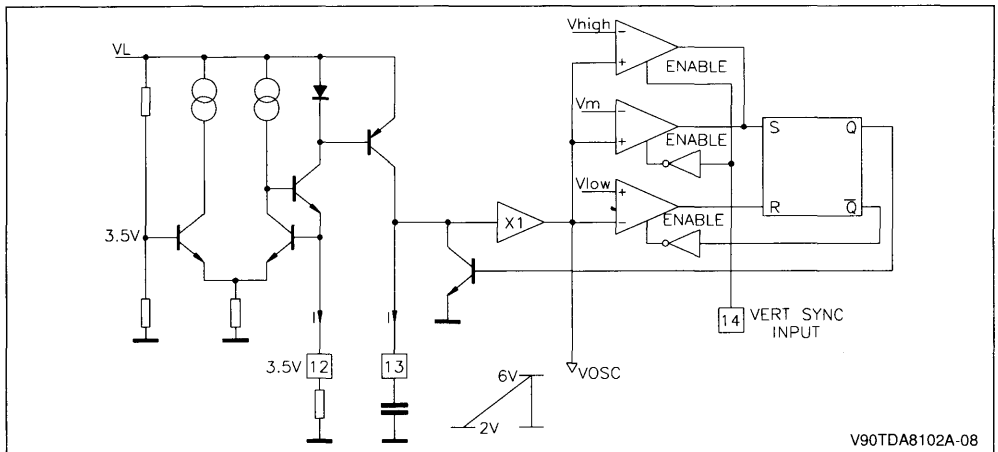 VL
Vhigh
−
+
ENABLE
Vm
−
+
ENABLE
S
Q
Vlow
+
−
ENABLE
R
Q̅
3.5V
X1
I
I
3.5V
12
13
14
VERT SYNC
INPUT
VOSC
6V
2V
V90TDA8102A-08